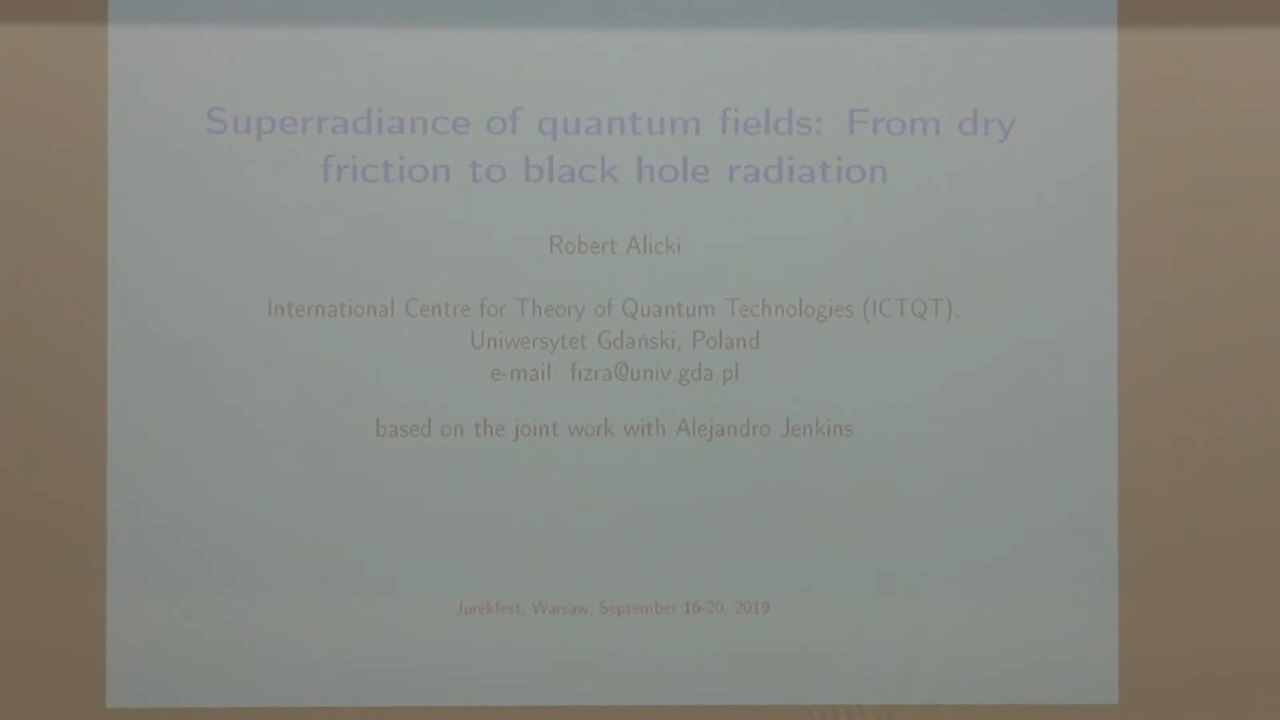 Superradiance of quantum fields: From dry
friction to black hole radiation
Robert Alicki
International Centre for Theory of Quantum Technologies (ICTQT),
Uniwersytet Gdański, Poland
e-mail: fizra@univ.gda.pl
based on the joint work with Alejandro Jenkins
Jurekfest, Warsaw, September 16-20, 2019